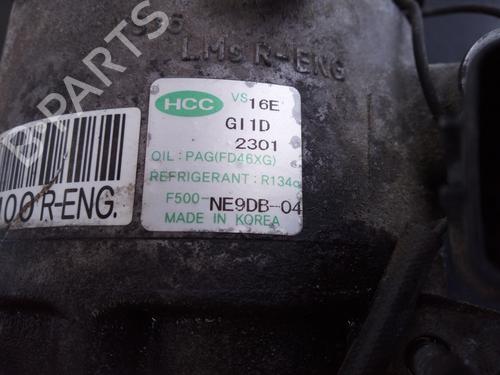 LMs R-ENG
HCC VS 16E
GI1D
2301
OIL : PAG(FD46XG)
REFRIGERANT : R134a
F500-NE9DB-04
MADE IN KOREA
R-ENG.
B-PARTS